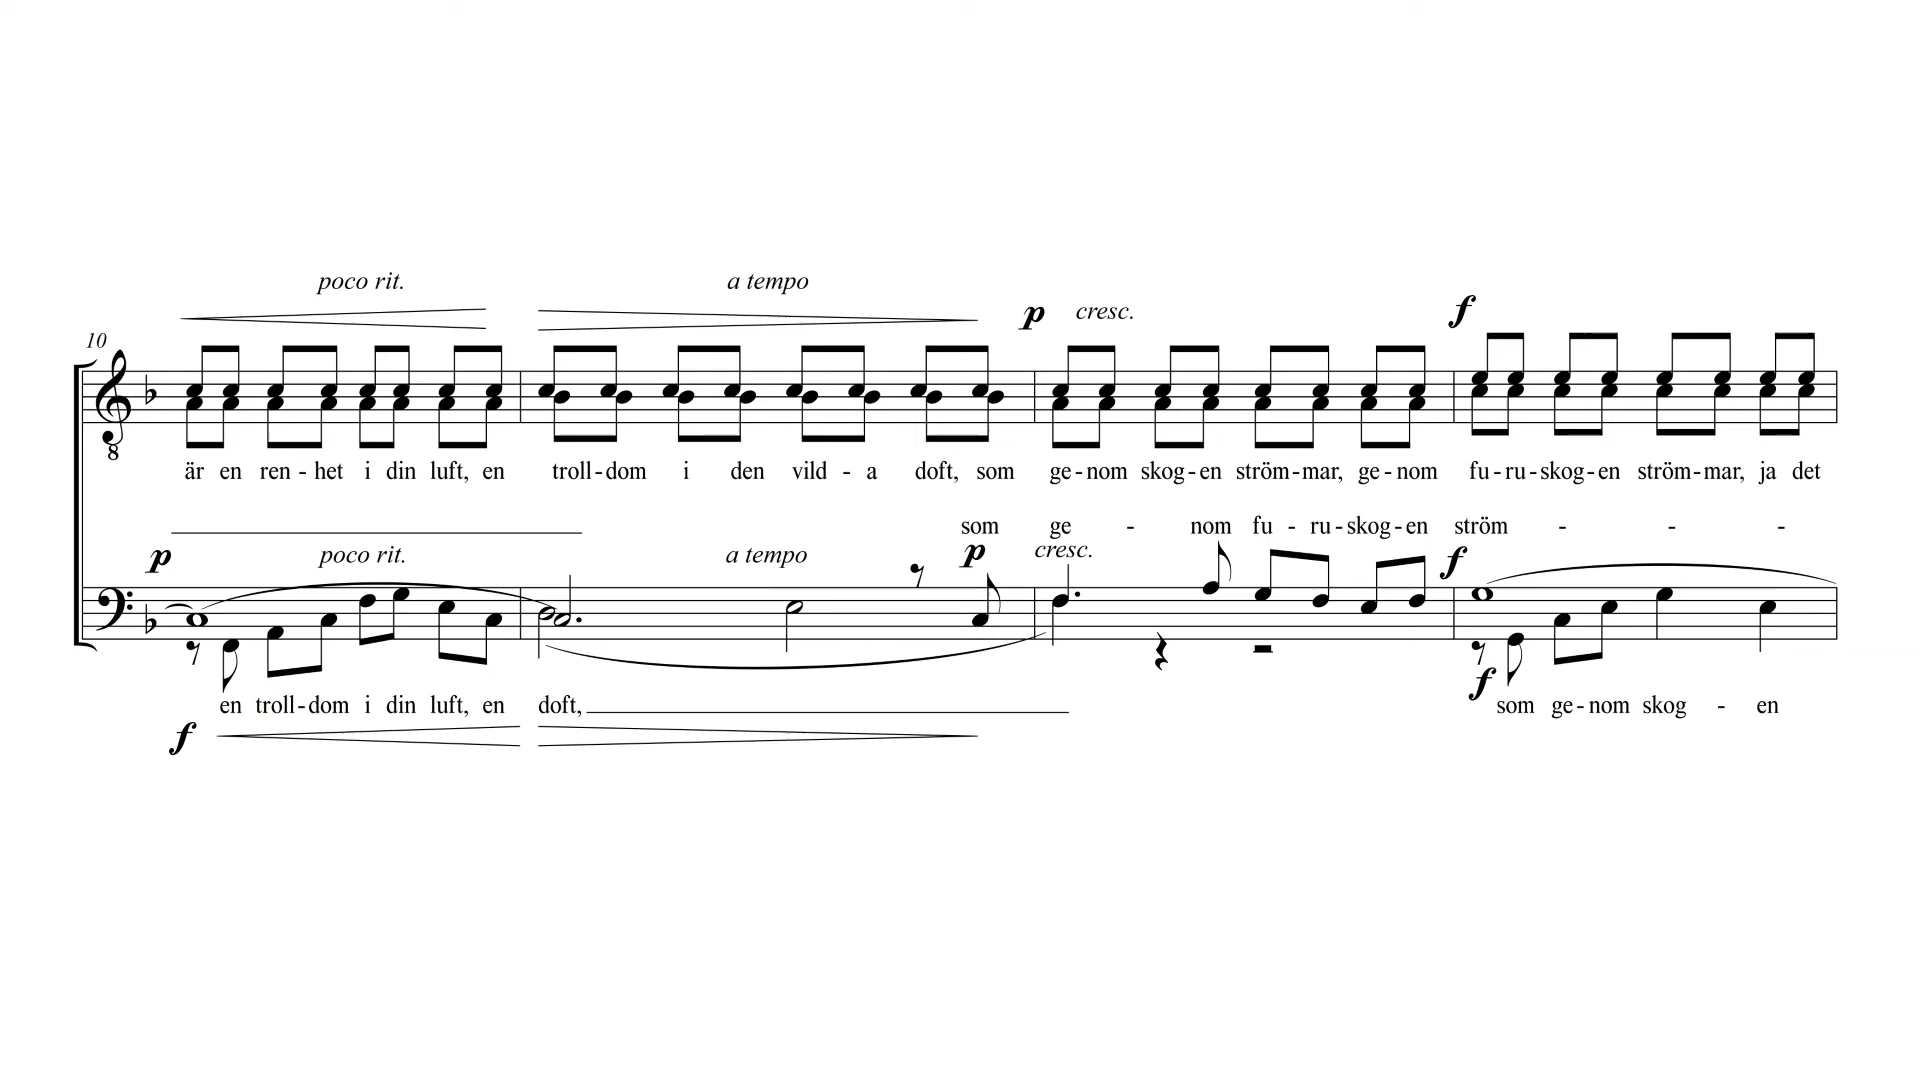 poco rit. a tempo
p cresc. f
10
8
är en ren - het i din luft, en troll - dom i den vild - a doft, som ge - nom skog - en ström - mar, ge - nom fu - ru - skog - en ström - mar, ja det
som ge - nom fu - ru - skog - en ström - - -
p poco rit. a tempo p cresc. f
f
en troll - dom i din luft, en doft, som ge - nom skog - en
f